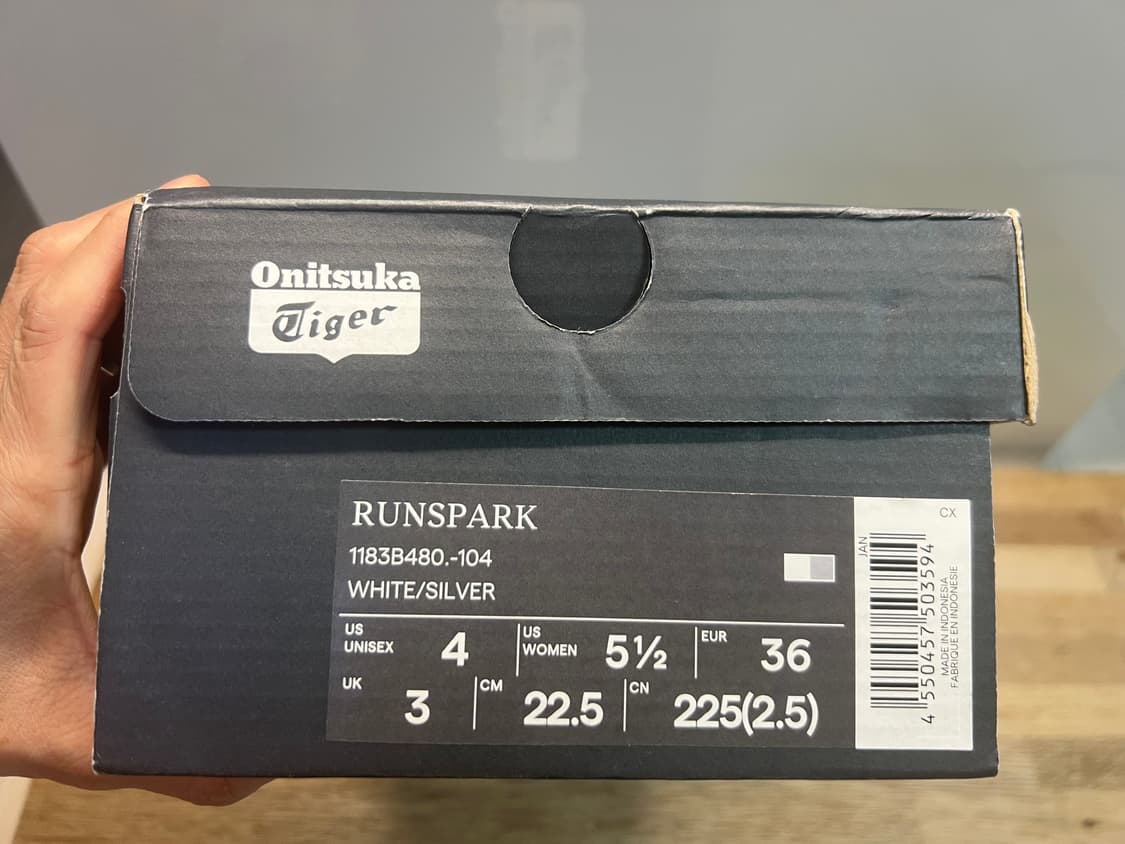 Onitsuka
Tiger
RUNSPARK
1183B480.-104
WHITE/SILVER
US UNISEX 4
US WOMEN 5½
EUR 36
UK 3
CM 22.5
CN 225(2.5)
CX
JAN
4 550457 503594
MADE IN INDONESIA
FABRIQUE EN INDONESIE